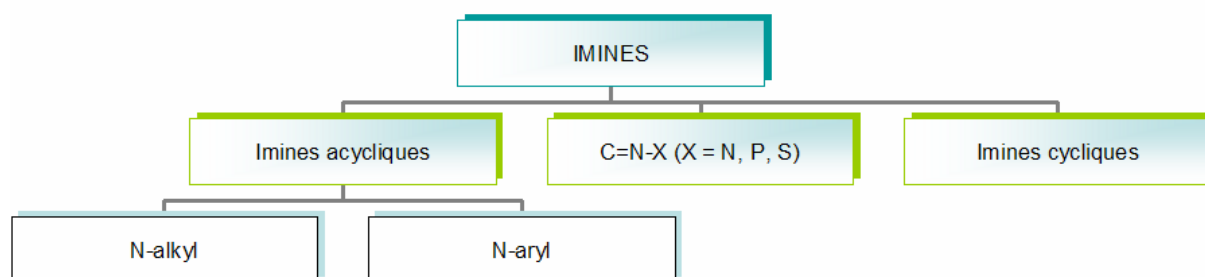 IMINES
Imines acycliques
C=N-X (X = N, P, S)
Imines cycliques
N-alkyl
N-aryl